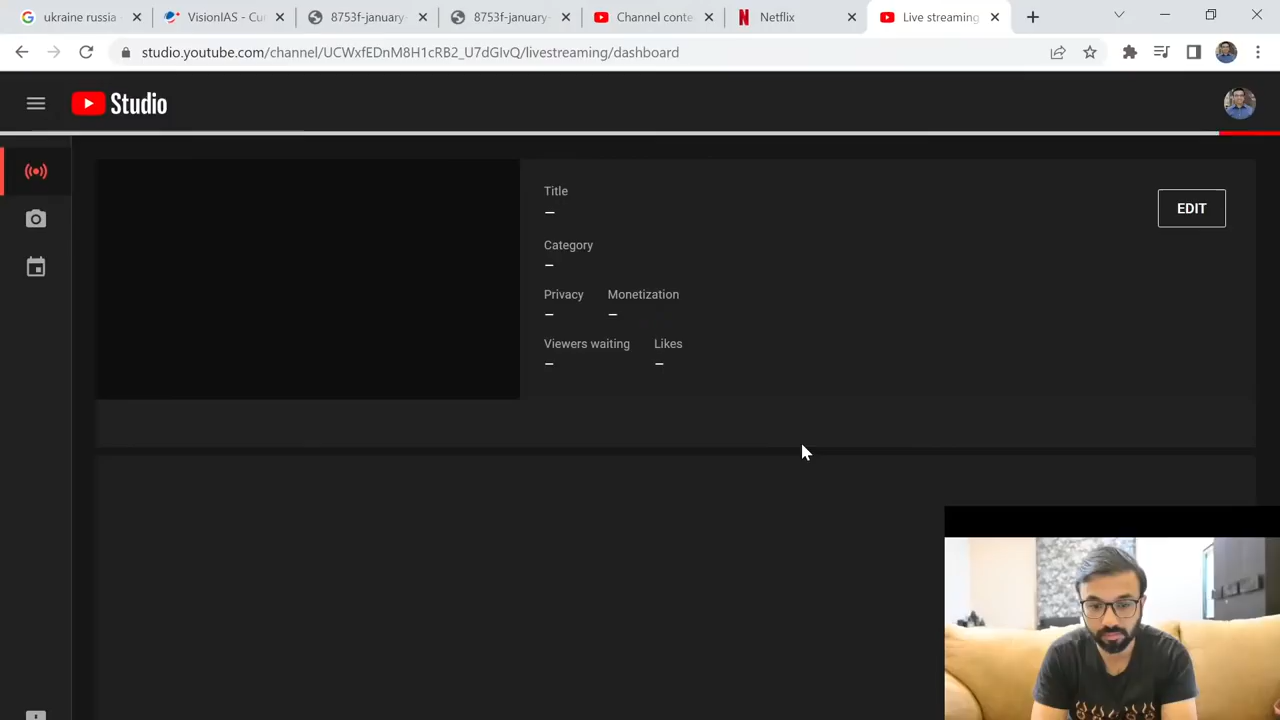 ukraine russia
VisionIAS - Cu
8753f-january
8753f-january
Channel conte
Netflix
Live streaming
studio.youtube.com/channel/UCWxfEDnM8H1cRB2_U7dGIvQ/livestreaming/dashboard
Studio
Title
–
EDIT
Category
–
Privacy Monetization
– –
Viewers waiting Likes
– –